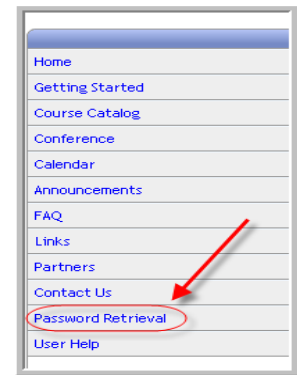 Home
Getting Started
Course Catalog
Conference
Calendar
Announcements
FAQ
Links
Partners
Contact Us
Password Retrieval
User Help